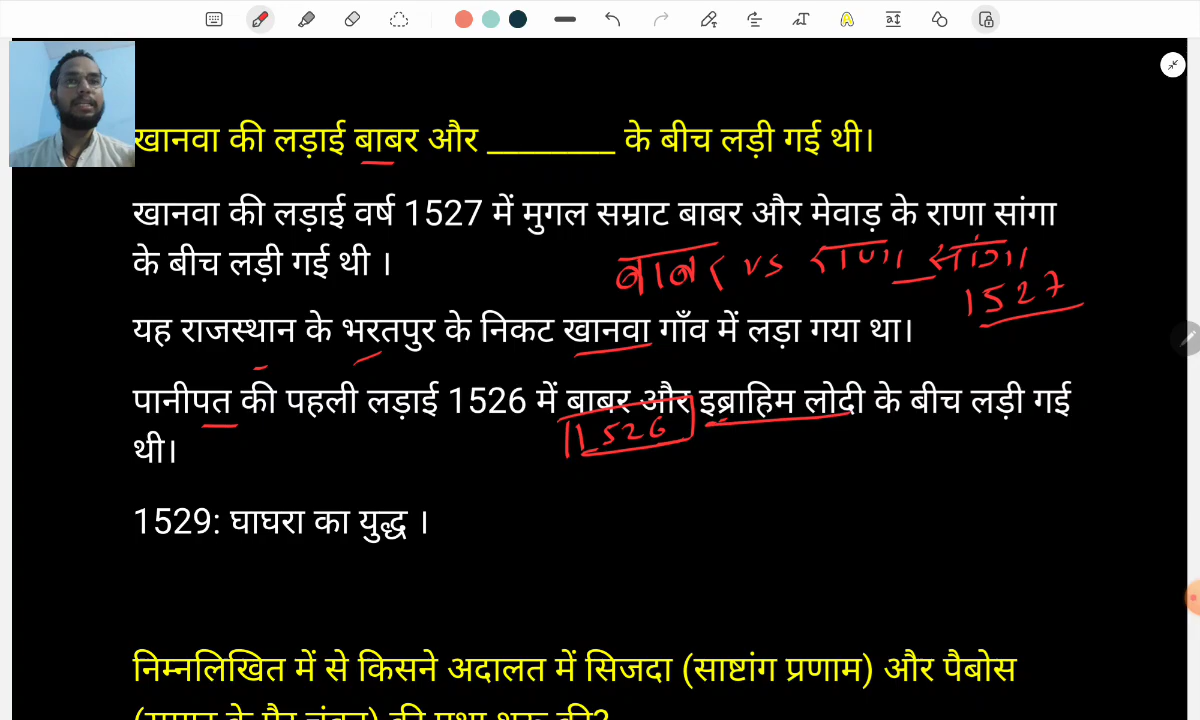 खानवा की लड़ाई बाबर और ________ के बीच लड़ी गई थी।
खानवा की लड़ाई वर्ष 1527 में मुगल सम्राट बाबर और मेवाड़ के राणा सांगा
के बीच लड़ी गई थी ।
बाबर vs राणा सांगा
1527
यह राजस्थान के भरतपुर के निकट खानवा गाँव में लड़ा गया था।
पानीपत की पहली लड़ाई 1526 में बाबर और इब्राहिम लोदी के बीच लड़ी गई
1526
थी।
1529: घाघरा का युद्ध ।
निम्नलिखित में से किसने अदालत में सिजदा (साष्टांग प्रणाम) और पैबोस